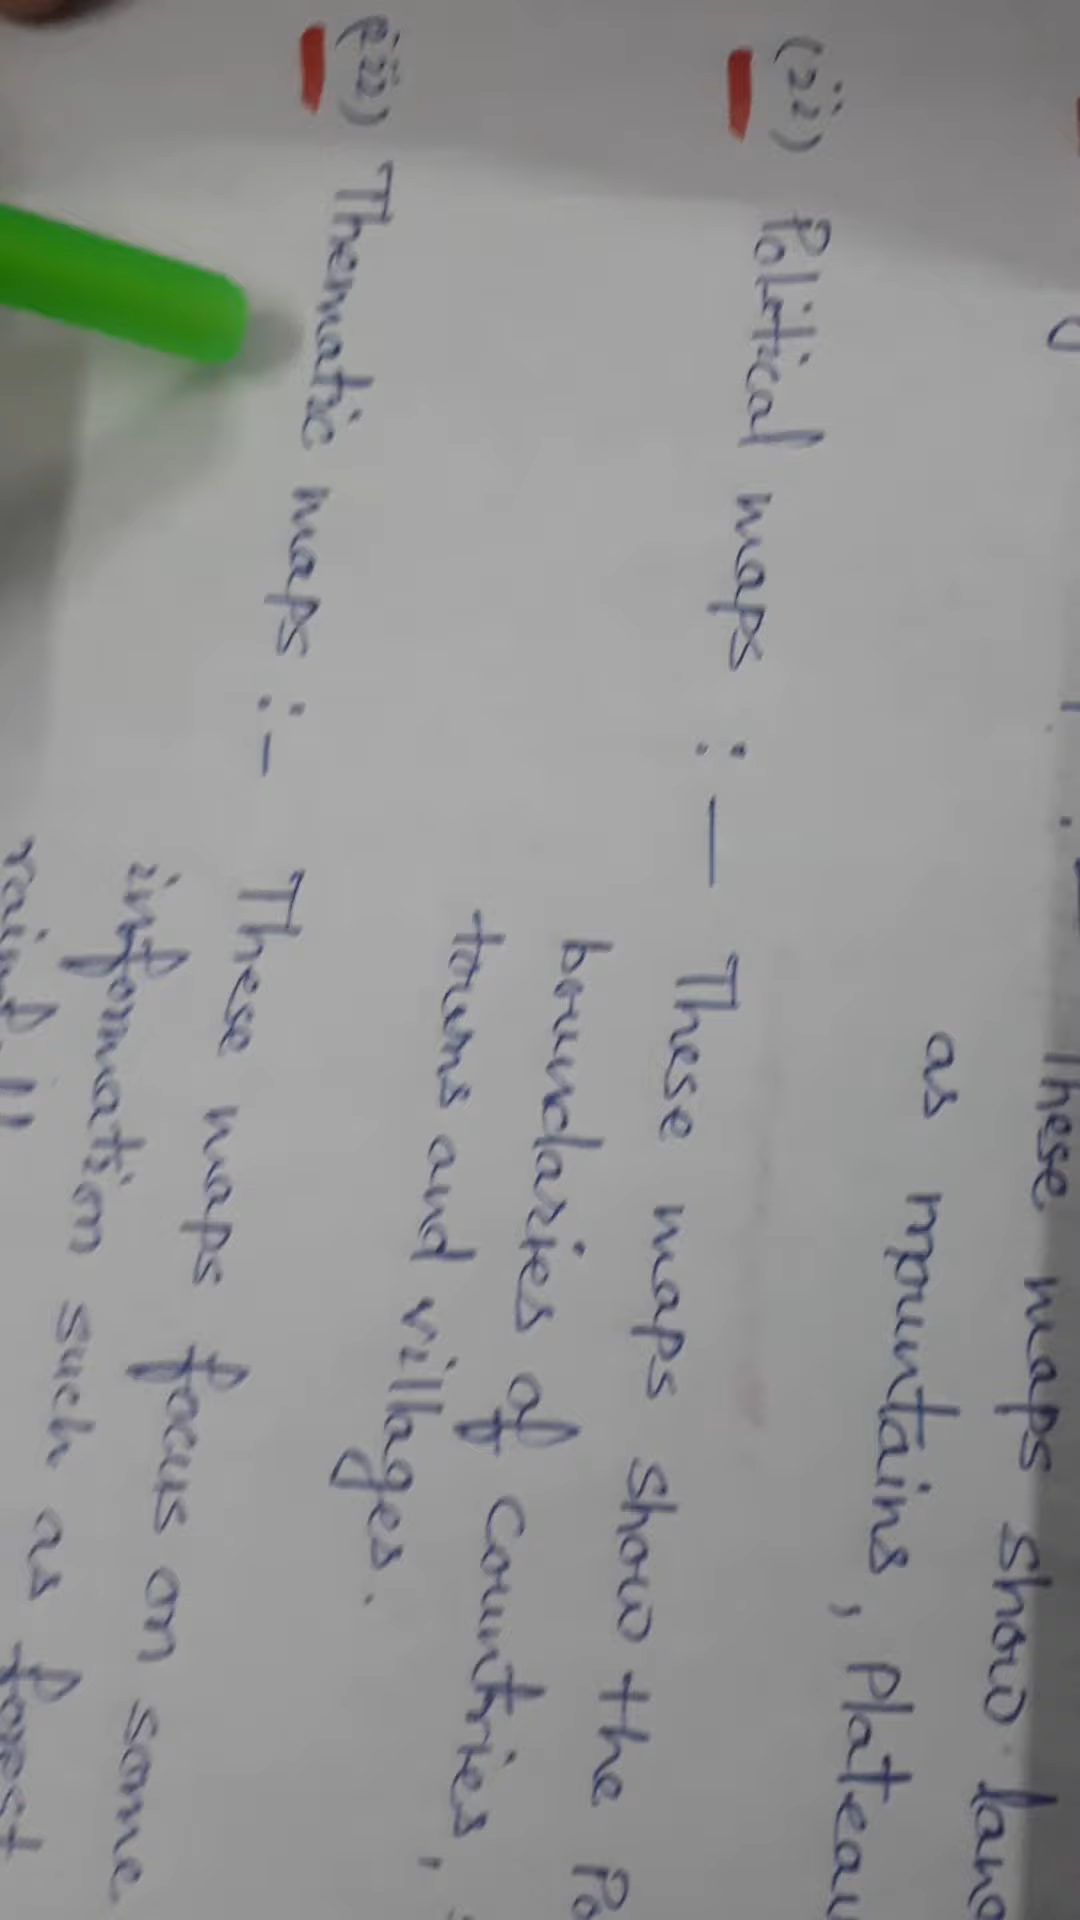 These maps show land
as mountains, Plateau
(ii) Political maps :— These maps show the Po
boundaries of countries,
towns and villages.
(iii) Thematic maps :- These maps focus on some
information such as forest